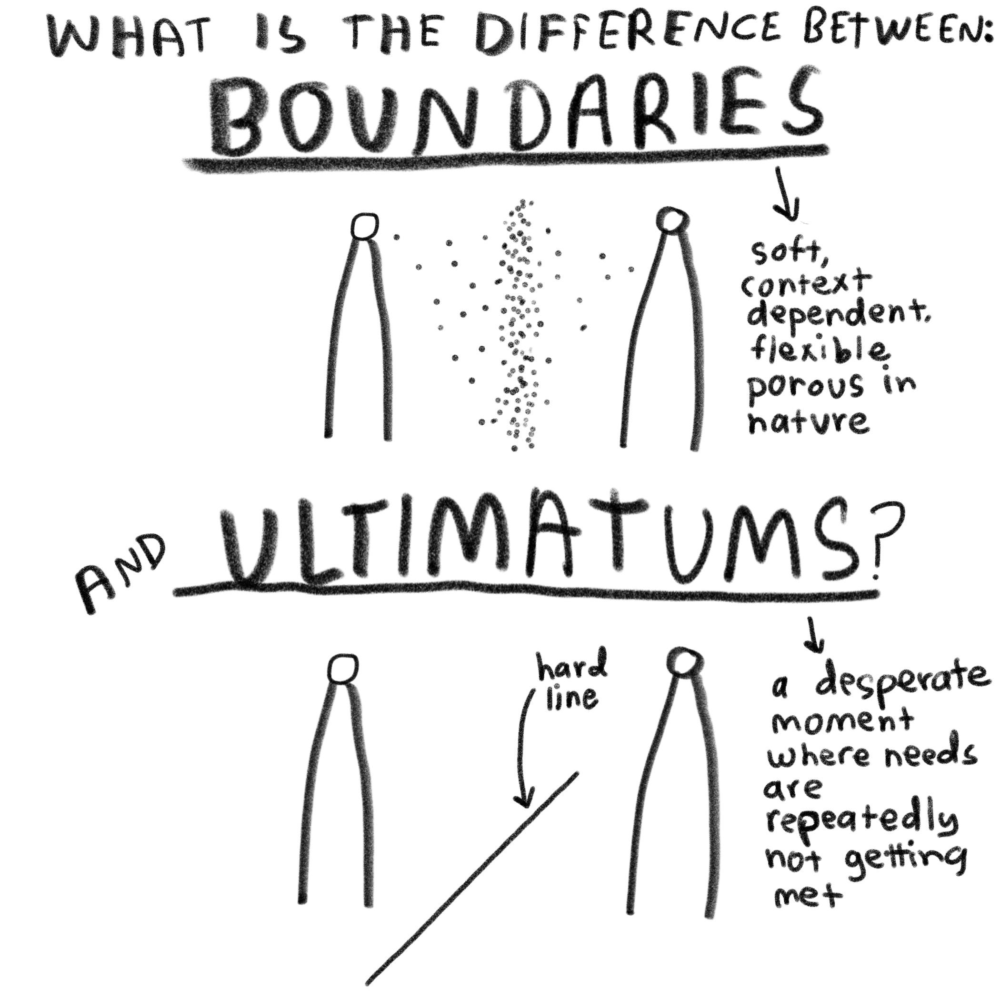 WHAT IS THE DIFFERENCE BETWEEN:
BOUNDARIES
soft,
context
dependent,
flexible
porous in
nature
AND ULTIMATUMS?
hard
line
a desperate
moment
where needs
are
repeatedly
not getting
met